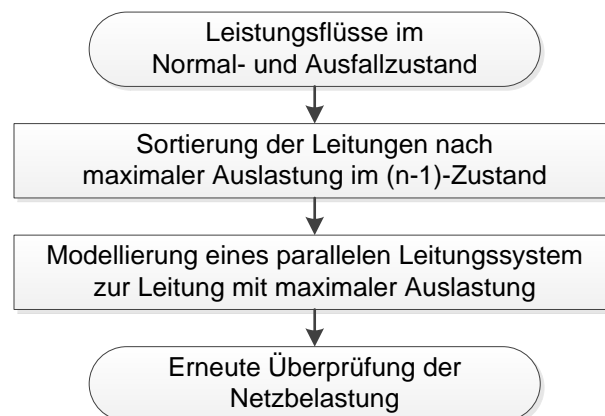 Leistungsflüsse im
Normal- und Ausfallzustand
Sortierung der Leitungen nach
maximaler Auslastung im (n-1)-Zustand
Modellierung eines parallelen Leitungssystem
zur Leitung mit maximaler Auslastung
Erneute Überprüfung der
Netzbelastung